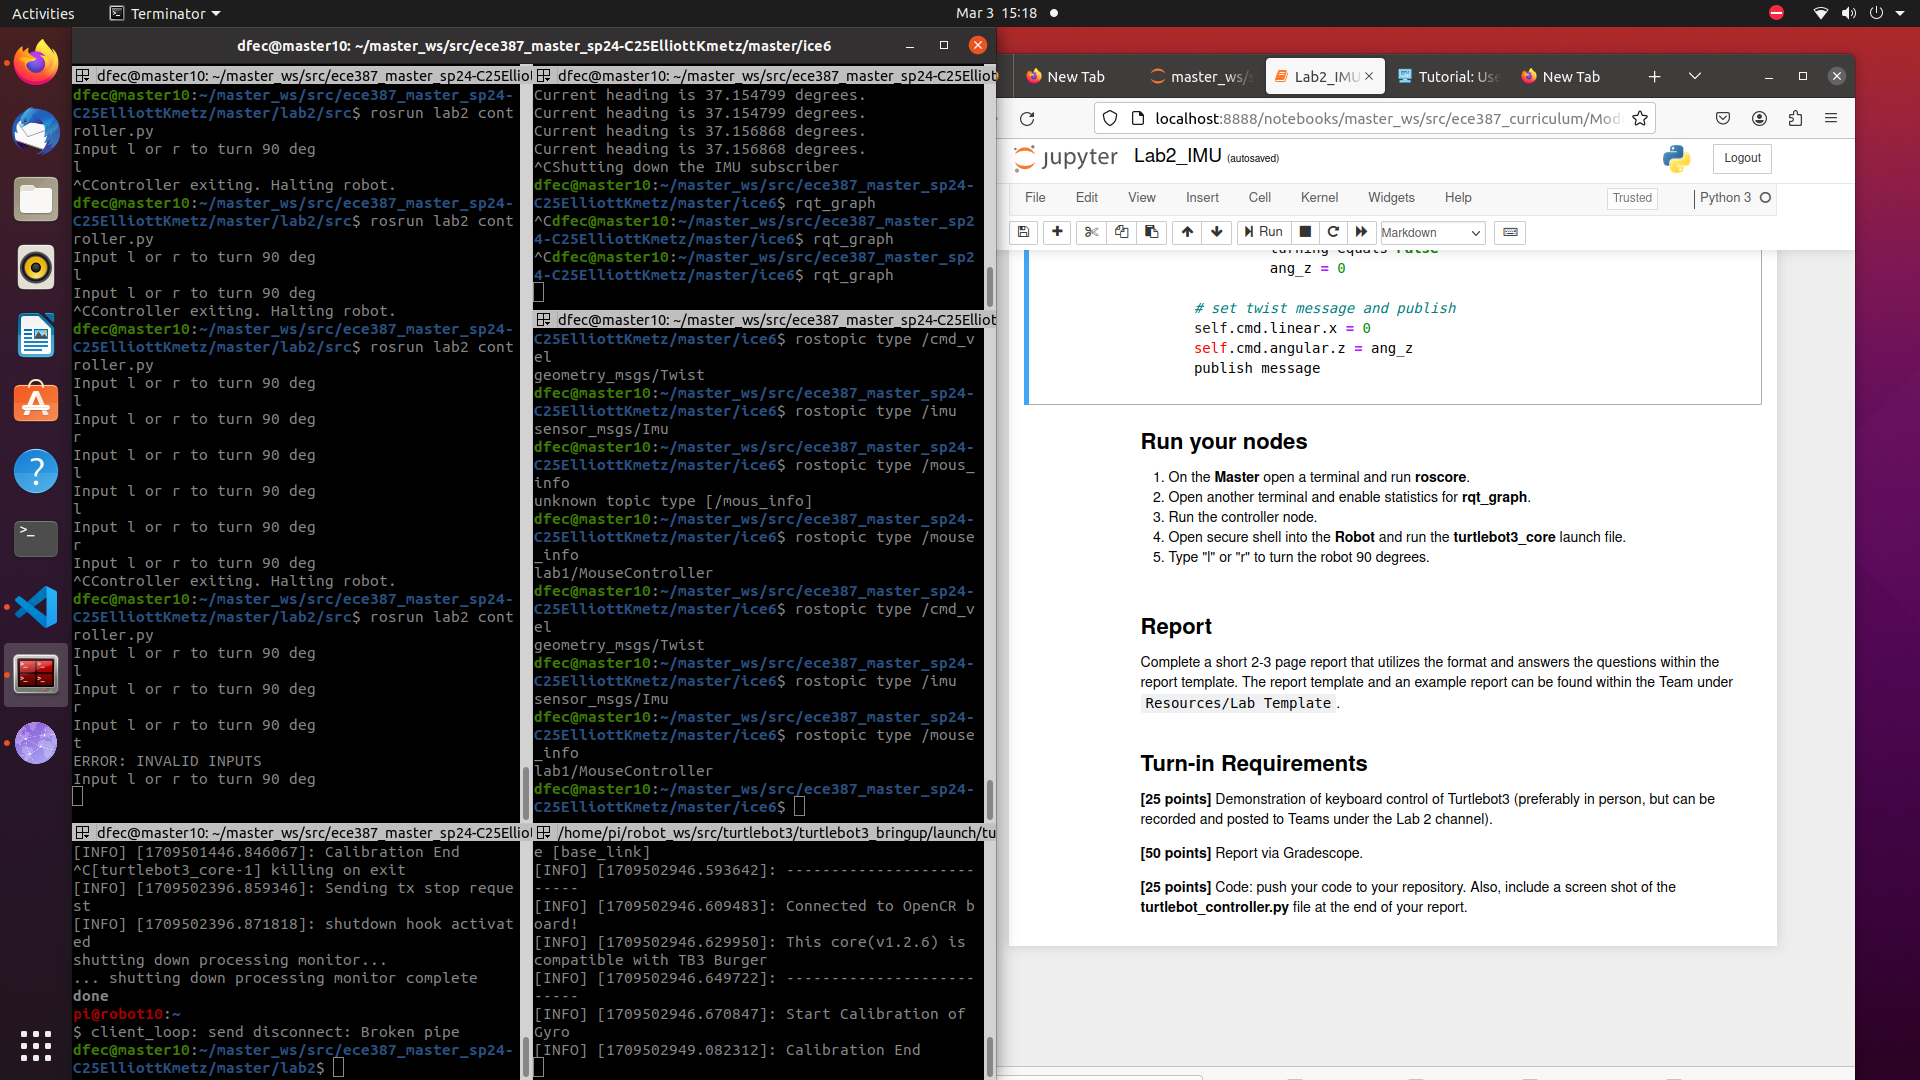 Activities
Terminator
Mar 3  15:18
dfec@master10: ~/master_ws/src/ece387_master_sp24-C25ElliottKmetz/master/ice6
dfec@master10: ~/master_ws/src/ece387_master_sp24-C25Elliot
dfec@master10:~/master_ws/src/ece387_master_sp24-
C25ElliottKmetz/master/lab2/src$ rosrun lab2 cont
roller.py
Input l or r to turn 90 deg
l
^CController exiting. Halting robot.
dfec@master10:~/master_ws/src/ece387_master_sp24-
C25ElliottKmetz/master/lab2/src$ rosrun lab2 cont
roller.py
Input l or r to turn 90 deg
l
Input l or r to turn 90 deg
^CController exiting. Halting robot.
dfec@master10:~/master_ws/src/ece387_master_sp24-
C25ElliottKmetz/master/lab2/src$ rosrun lab2 cont
roller.py
Input l or r to turn 90 deg
l
Input l or r to turn 90 deg
r
Input l or r to turn 90 deg
l
Input l or r to turn 90 deg
l
Input l or r to turn 90 deg
r
Input l or r to turn 90 deg
^CController exiting. Halting robot.
dfec@master10:~/master_ws/src/ece387_master_sp24-
C25ElliottKmetz/master/lab2/src$ rosrun lab2 cont
roller.py
Input l or r to turn 90 deg
l
Input l or r to turn 90 deg
r
Input l or r to turn 90 deg
t
ERROR: INVALID INPUTS
Input l or r to turn 90 deg
dfec@master10: ~/master_ws/src/ece387_master_sp24-C25Elliot
Current heading is 37.154799 degrees.
Current heading is 37.154799 degrees.
Current heading is 37.156868 degrees.
Current heading is 37.156868 degrees.
^CShutting down the IMU subscriber
dfec@master10:~/master_ws/src/ece387_master_sp24-
C25ElliottKmetz/master/ice6$ rqt_graph
^Cdfec@master10:~/master_ws/src/ece387_master_sp2
4-C25ElliottKmetz/master/ice6$ rqt_graph
^Cdfec@master10:~/master_ws/src/ece387_master_sp2
4-C25ElliottKmetz/master/ice6$ rqt_graph
dfec@master10: ~/master_ws/src/ece387_master_sp24-C25Elliot
C25ElliottKmetz/master/ice6$ rostopic type /cmd_v
el
geometry_msgs/Twist
dfec@master10:~/master_ws/src/ece387_master_sp24-
C25ElliottKmetz/master/ice6$ rostopic type /imu
sensor_msgs/Imu
dfec@master10:~/master_ws/src/ece387_master_sp24-
C25ElliottKmetz/master/ice6$ rostopic type /mous_
info
unknown topic type [/mous_info]
dfec@master10:~/master_ws/src/ece387_master_sp24-
C25ElliottKmetz/master/ice6$ rostopic type /mouse
_info
lab1/MouseController
dfec@master10:~/master_ws/src/ece387_master_sp24-
C25ElliottKmetz/master/ice6$ rostopic type /cmd_v
el
geometry_msgs/Twist
dfec@master10:~/master_ws/src/ece387_master_sp24-
C25ElliottKmetz/master/ice6$ rostopic type /imu
sensor_msgs/Imu
dfec@master10:~/master_ws/src/ece387_master_sp24-
C25ElliottKmetz/master/ice6$ rostopic type /mouse
_info
lab1/MouseController
dfec@master10:~/master_ws/src/ece387_master_sp24-
C25ElliottKmetz/master/ice6$
dfec@master10: ~/master_ws/src/ece387_master_sp24-C25Elliot
[INFO] [1709501446.846067]: Calibration End
^C[turtlebot3_core-1] killing on exit
[INFO] [1709502396.859346]: Sending tx stop reque
st
[INFO] [1709502396.871818]: shutdown hook activat
ed
shutting down processing monitor...
... shutting down processing monitor complete
done
pi@robot10:~
$ client_loop: send disconnect: Broken pipe
dfec@master10:~/master_ws/src/ece387_master_sp24-
C25ElliottKmetz/master/lab2$
/home/pi/robot_ws/src/turtlebot3/turtlebot3_bringup/launch/tu
e [base_link]
[INFO] [1709502946.593642]: ---------------------
-----
[INFO] [1709502946.609483]: Connected to OpenCR b
oard!
[INFO] [1709502946.629950]: This core(v1.2.6) is
compatible with TB3 Burger
[INFO] [1709502946.649722]: ---------------------
-----
[INFO] [1709502946.670847]: Start Calibration of
Gyro
[INFO] [1709502949.082312]: Calibration End
New Tab
master_ws/s
Lab2_IMU
Tutorial: Use
New Tab
localhost:8888/notebooks/master_ws/src/ece387_curriculum/Mod
jupyter
Lab2_IMU (autosaved)
Logout
File Edit View Insert Cell Kernel Widgets Help
Trusted
Python 3
Run
Markdown
turning equals False
ang_z = 0
# set twist message and publish
self.cmd.linear.x = 0
self.cmd.angular.z = ang_z
publish message
Run your nodes
1. On the Master open a terminal and run roscore.
2. Open another terminal and enable statistics for rqt_graph.
3. Run the controller node.
4. Open secure shell into the Robot and run the turtlebot3_core launch file.
5. Type "l" or "r" to turn the robot 90 degrees.
Report
Complete a short 2-3 page report that utilizes the format and answers the questions within the
report template. The report template and an example report can be found within the Team under
Resources/Lab Template.
Turn-in Requirements
[25 points] Demonstration of keyboard control of Turtlebot3 (preferably in person, but can be
recorded and posted to Teams under the Lab 2 channel).
[50 points] Report via Gradescope.
[25 points] Code: push your code to your repository. Also, include a screen shot of the
turtlebot_controller.py file at the end of your report.